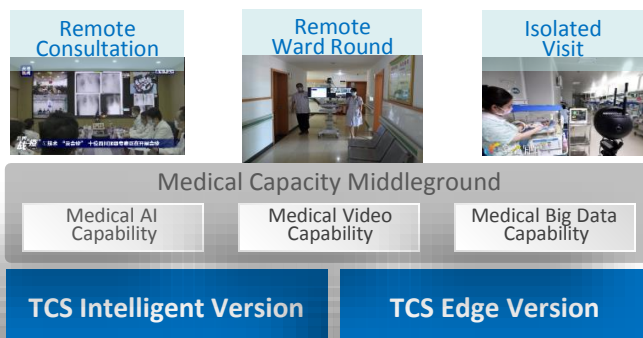 Remote
Consultation
Remote
Ward Round
Isolated
Visit
Medical Capacity Middleground
Medical AI
Capability
Medical Video
Capability
Medical Big Data
Capability
TCS Intelligent Version
TCS Edge Version